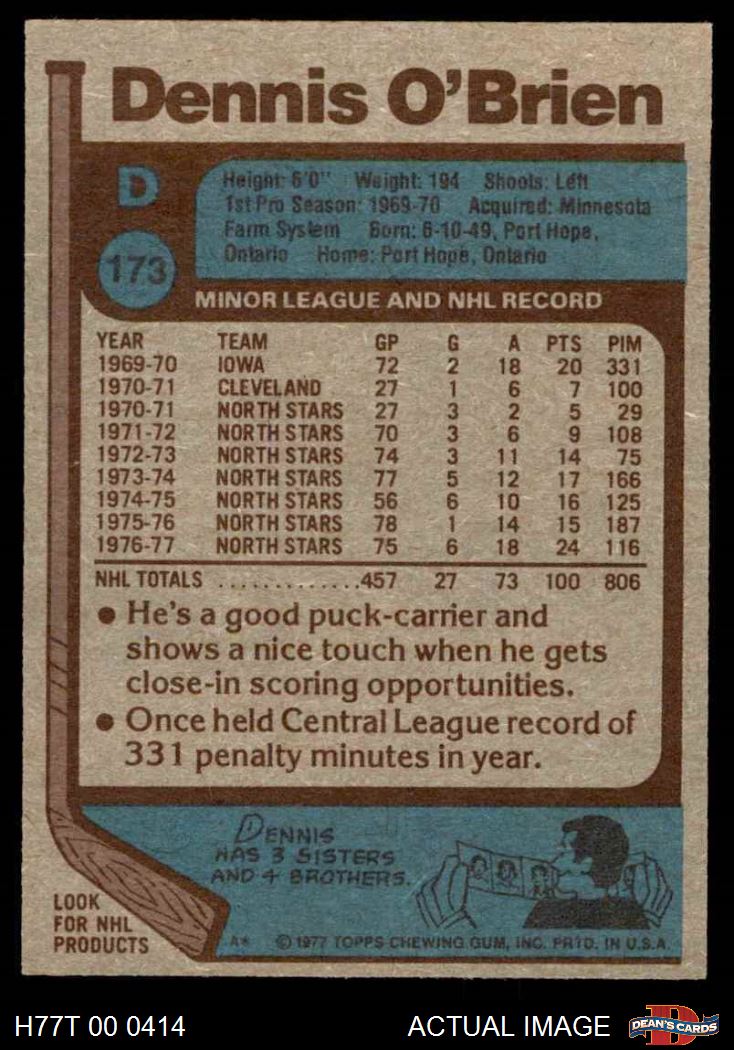 Dennis O'Brien
D
Height: 6'0" Weight: 194 Shoots: Left
1st Pro Season: 1969-70 Acquired: Minnesota
Farm System Born: 6-10-49, Port Hope,
Ontario Home: Port Hope, Ontario
173
MINOR LEAGUE AND NHL RECORD
YEAR TEAM GP G A PTS PIM
1969-70 IOWA 72 2 18 20 331
1970-71 CLEVELAND 27 1 6 7 100
1970-71 NORTH STARS 27 3 2 5 29
1971-72 NORTH STARS 70 3 6 9 108
1972-73 NORTH STARS 74 3 11 14 75
1973-74 NORTH STARS 77 5 12 17 166
1974-75 NORTH STARS 56 6 10 16 125
1975-76 NORTH STARS 78 1 14 15 187
1976-77 NORTH STARS 75 6 18 24 116
NHL TOTALS .............457 27 73 100 806
• He's a good puck-carrier and
shows a nice touch when he gets
close-in scoring opportunities.
• Once held Central League record of
331 penalty minutes in year.
DENNIS
HAS 3 SISTERS
AND 4 BROTHERS.
LOOK
FOR NHL
PRODUCTS
A* © 1977 TOPPS CHEWING GUM, INC. PRTD. IN U.S.A.
H77T 00 0414 ACTUAL IMAGE DEAN'S CARDS